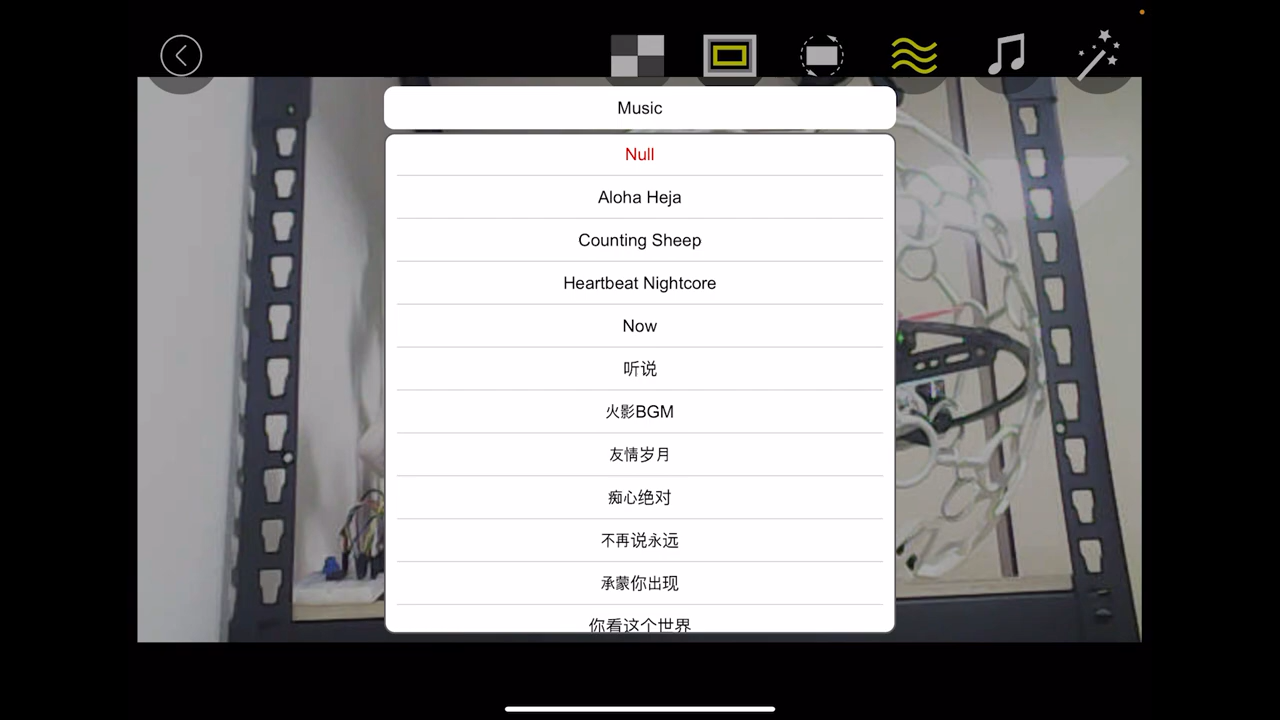 Music
Null
Aloha Heja
Counting Sheep
Heartbeat Nightcore
Now
听说
火影BGM
友情岁月
痴心绝对
不再说永远
承蒙你出现
你看这个世界